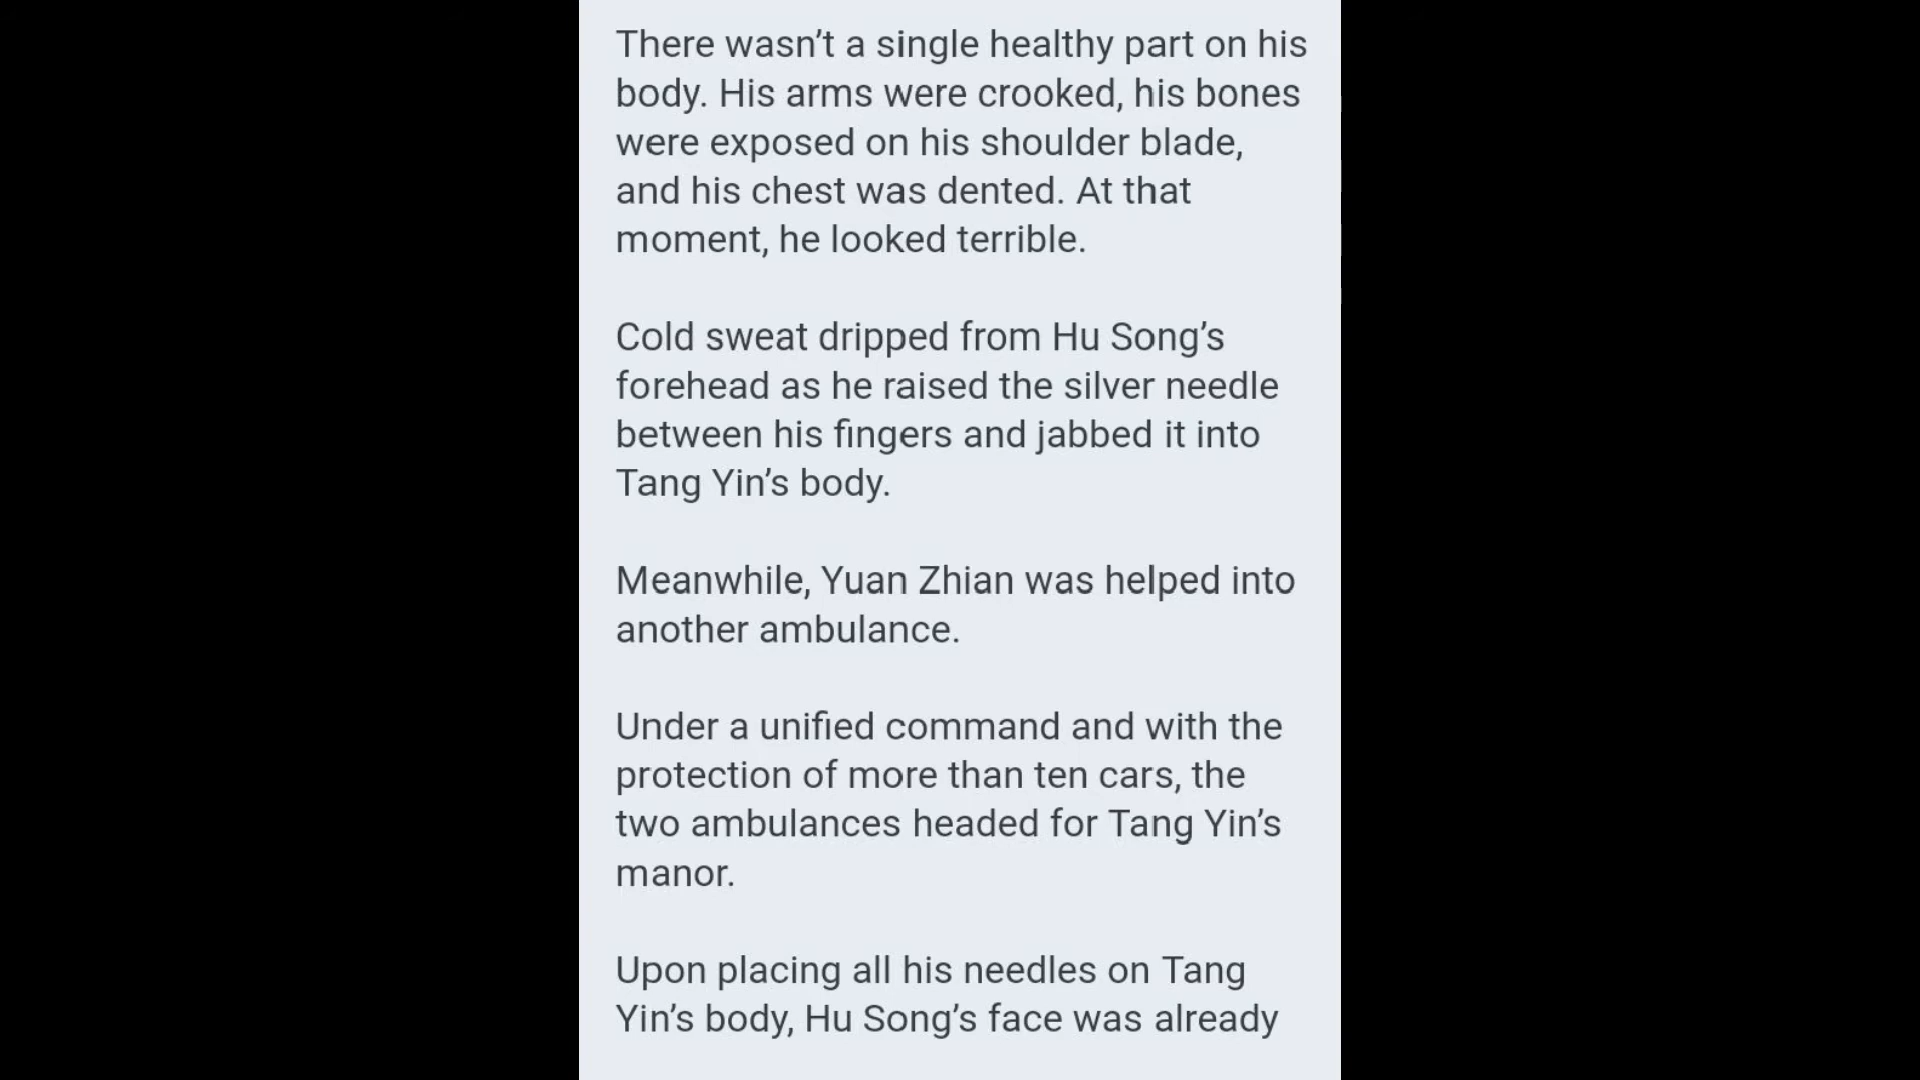 There wasn’t a single healthy part on his
body. His arms were crooked, his bones
were exposed on his shoulder blade,
and his chest was dented. At that
moment, he looked terrible.
Cold sweat dripped from Hu Song’s
forehead as he raised the silver needle
between his fingers and jabbed it into
Tang Yin’s body.
Meanwhile, Yuan Zhian was helped into
another ambulance.
Under a unified command and with the
protection of more than ten cars, the
two ambulances headed for Tang Yin’s
manor.
Upon placing all his needles on Tang
Yin’s body, Hu Song’s face was already